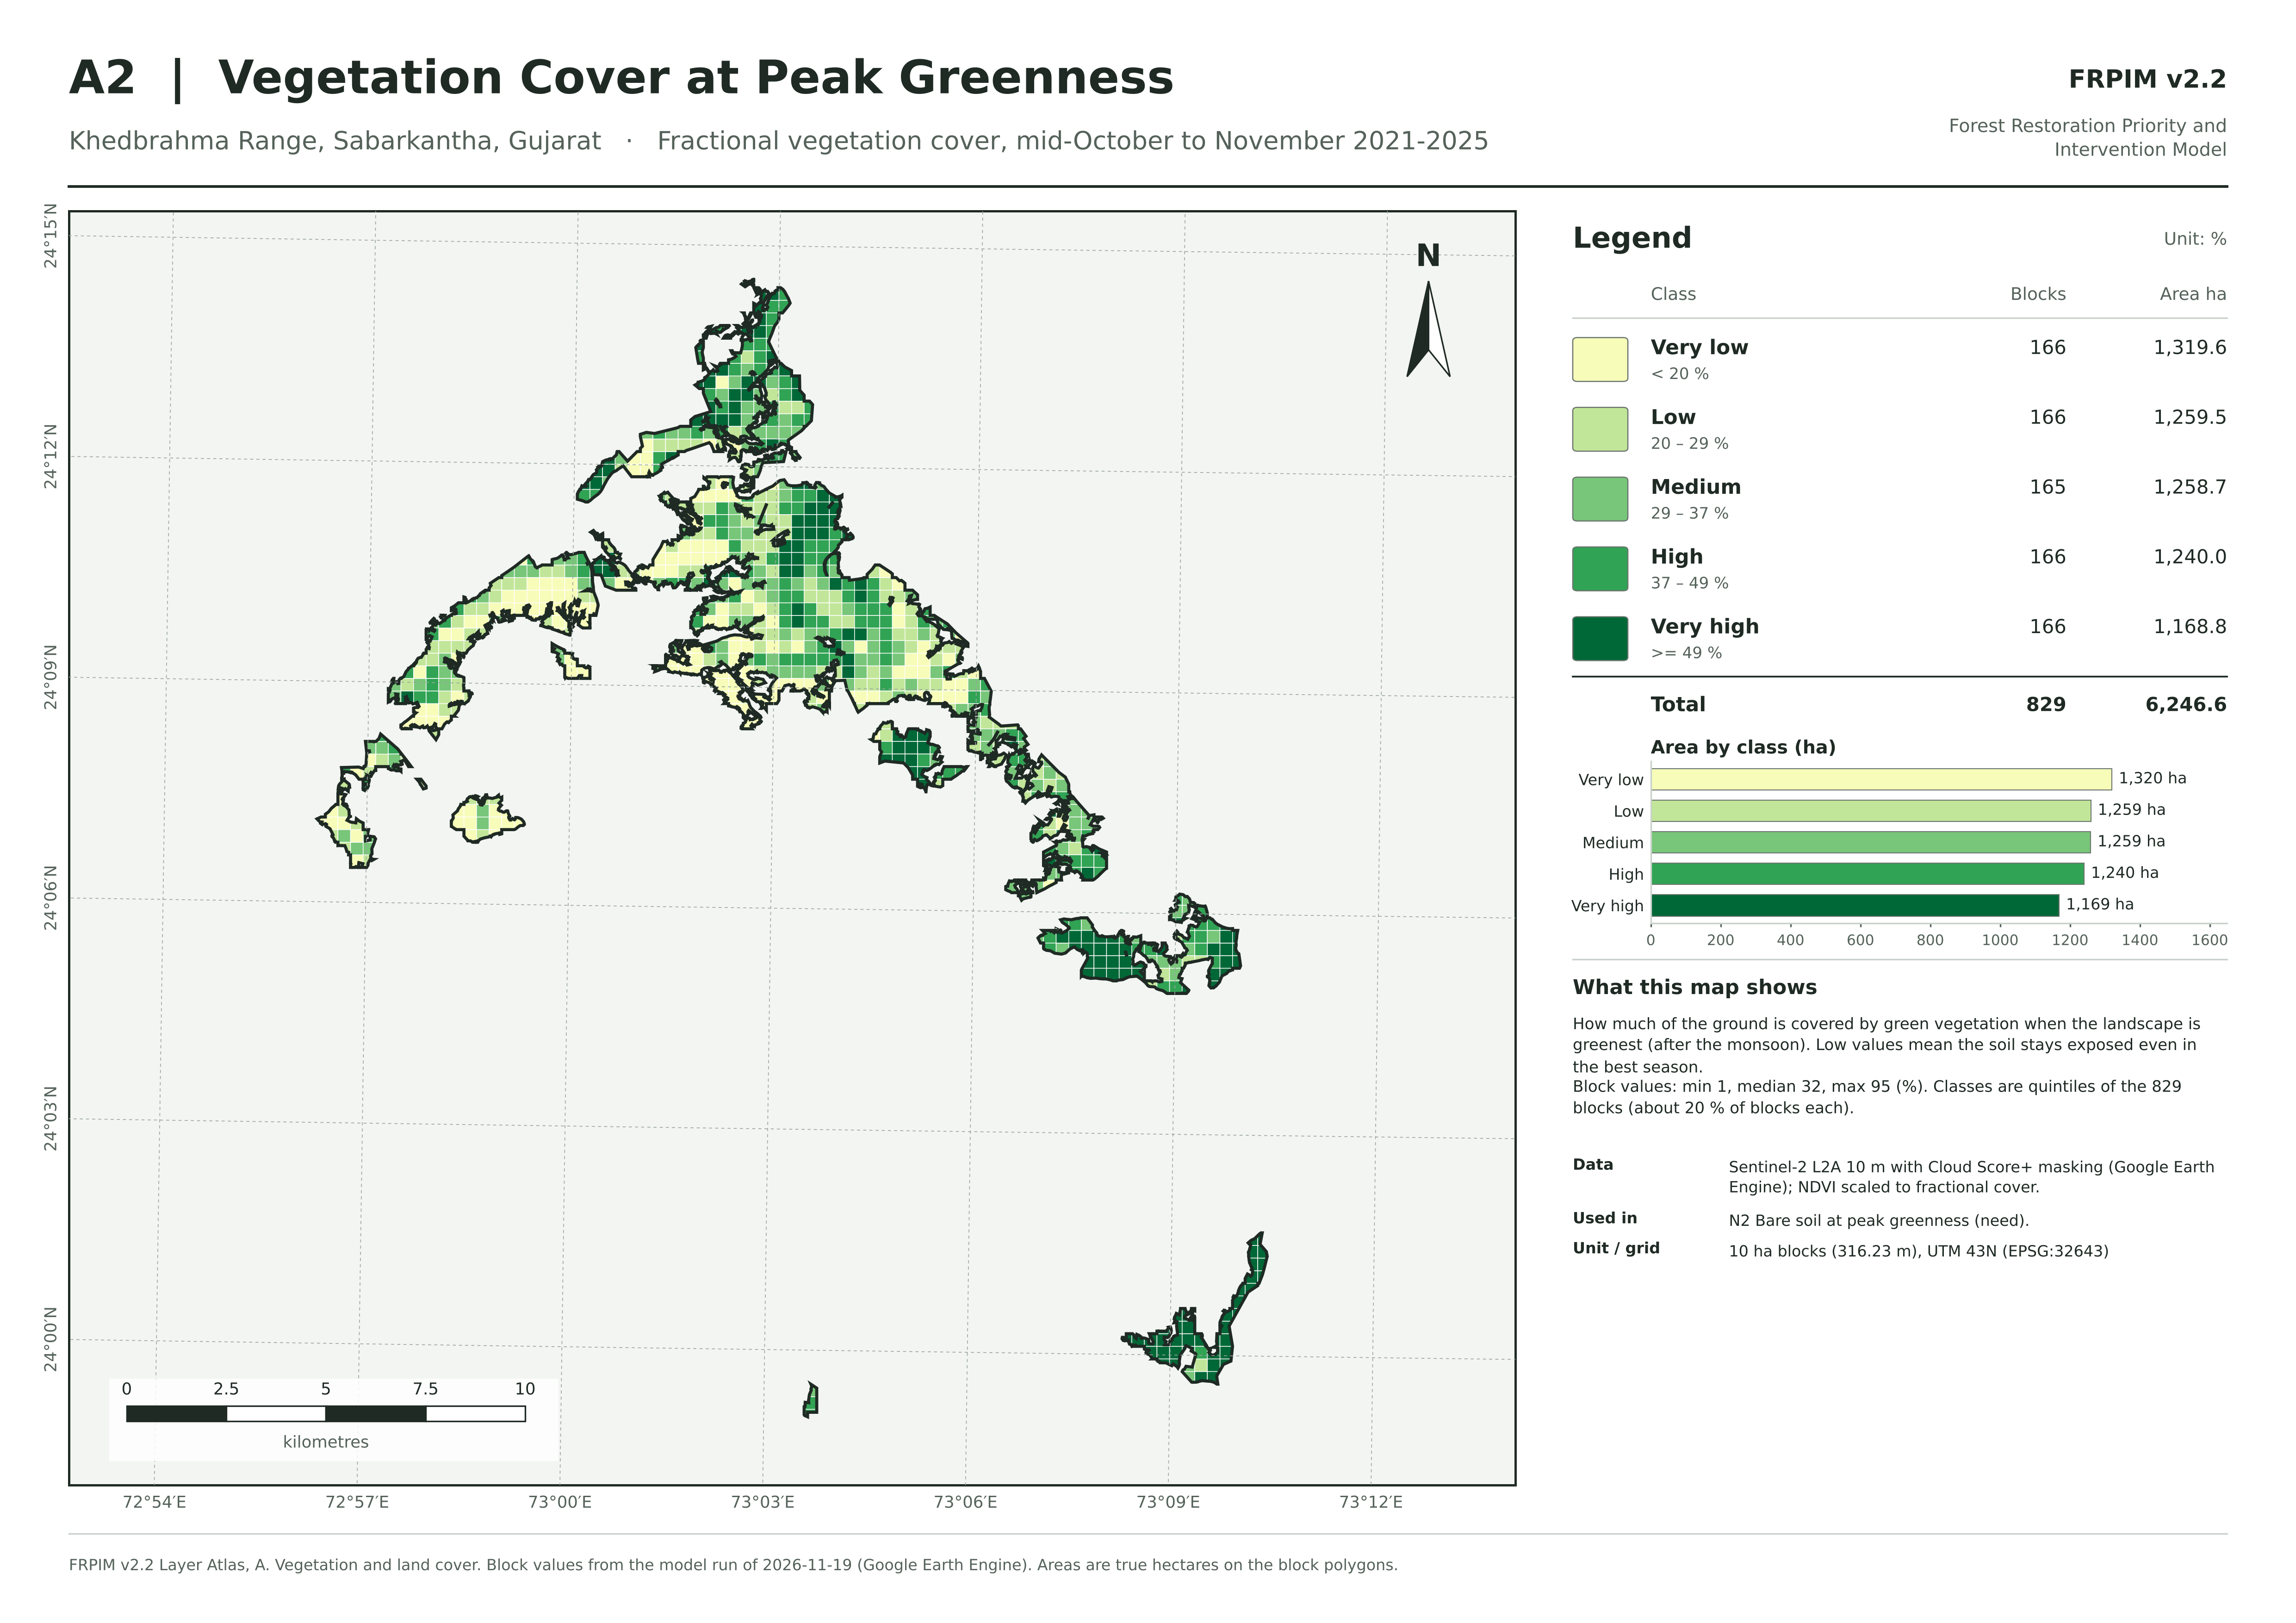 A2 | Vegetation Cover at Peak Greenness
FRPIM v2.2
Khedbrahma Range, Sabarkantha, Gujarat · Fractional vegetation cover, mid-October to November 2021-2025
Forest Restoration Priority and
Intervention Model
24°15′N
24°12′N
24°09′N
24°06′N
24°03′N
24°00′N
N
0 2.5 5 7.5 10
kilometres
72°54′E 72°57′E 73°00′E 73°03′E 73°06′E 73°09′E 73°12′E
Legend Unit: %
Class Blocks Area ha
Very low 166 1,319.6
< 20 %
Low 166 1,259.5
20 – 29 %
Medium 165 1,258.7
29 – 37 %
High 166 1,240.0
37 – 49 %
Very high 166 1,168.8
>= 49 %
Total 829 6,246.6
Area by class (ha)
Very low 1,320 ha
Low 1,259 ha
Medium 1,259 ha
High 1,240 ha
Very high 1,169 ha
0 200 400 600 800 1000 1200 1400 1600
What this map shows
How much of the ground is covered by green vegetation when the landscape is
greenest (after the monsoon). Low values mean the soil stays exposed even in
the best season.
Block values: min 1, median 32, max 95 (%). Classes are quintiles of the 829
blocks (about 20 % of blocks each).
Data Sentinel-2 L2A 10 m with Cloud Score+ masking (Google Earth
Engine); NDVI scaled to fractional cover.
Used in N2 Bare soil at peak greenness (need).
Unit / grid 10 ha blocks (316.23 m), UTM 43N (EPSG:32643)
FRPIM v2.2 Layer Atlas, A. Vegetation and land cover. Block values from the model run of 2026-11-19 (Google Earth Engine). Areas are true hectares on the block polygons.